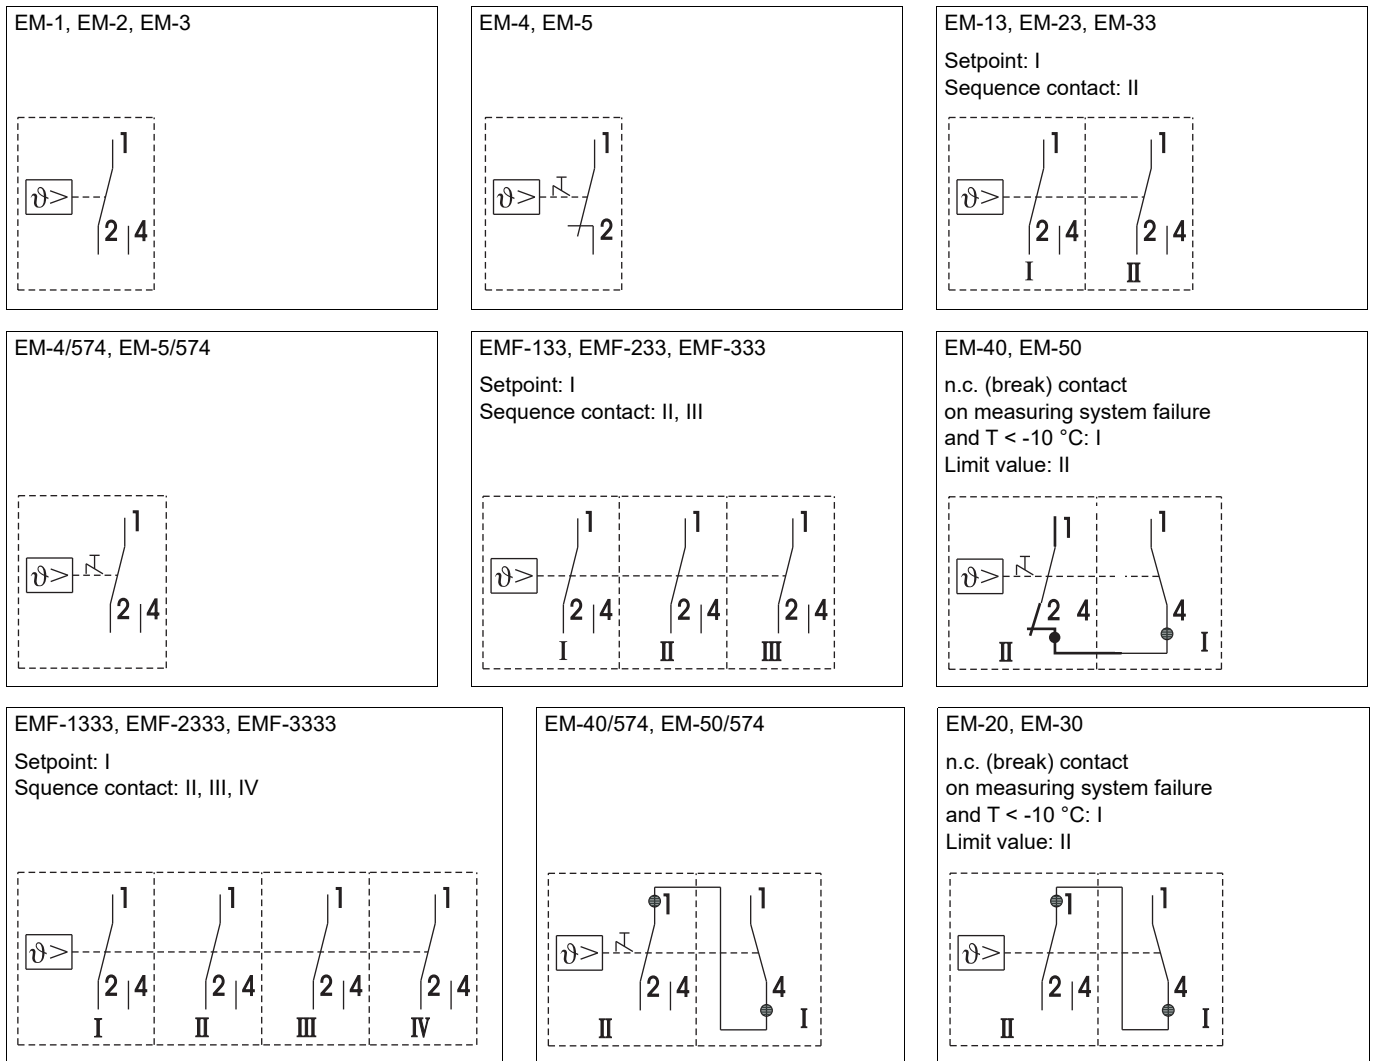 EM-1, EM-2, EM-3
1
ϑ>
2 4
EM-4, EM-5
1
ϑ>
2
EM-13, EM-23, EM-33
Setpoint: I
Sequence contact: II
1 1
ϑ>
2 4 2 4
I II
EM-4/574, EM-5/574
1
ϑ>
2 4
EMF-133, EMF-233, EMF-333
Setpoint: I
Sequence contact: II, III
1 1 1
ϑ>
2 4 2 4 2 4
I II III
EM-40, EM-50
n.c. (break) contact
on measuring system failure
and T < -10 °C: I
Limit value: II
1 1
ϑ>
2 4 4
II I
EMF-1333, EMF-2333, EMF-3333
Setpoint: I
Squence contact: II, III, IV
1 1 1 1
ϑ>
2 4 2 4 2 4 2 4
I II III IV
EM-40/574, EM-50/574
1 1
ϑ>
2 4 4
II I
EM-20, EM-30
n.c. (break) contact
on measuring system failure
and T < -10 °C: I
Limit value: II
1 1
ϑ>
2 4 4
II I